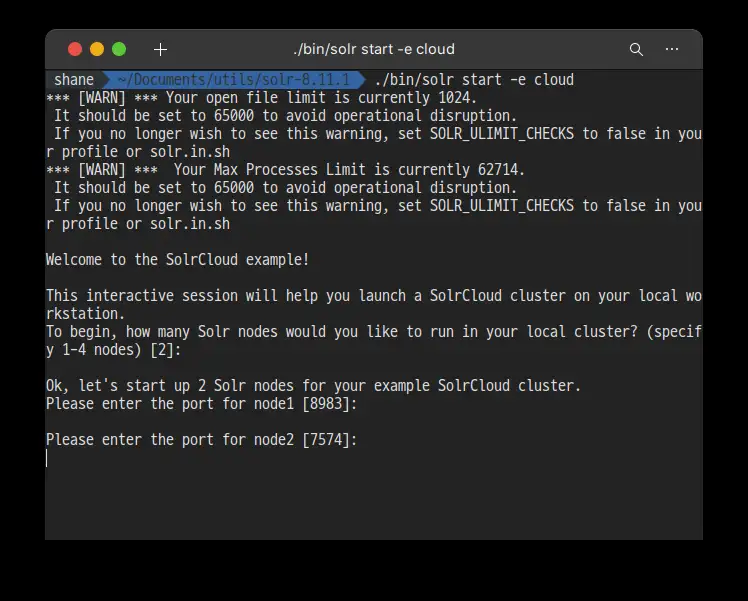 ./bin/solr start -e cloud
shane ~/Documents/utils/solr-8.11.1 ./bin/solr start -e cloud
*** [WARN] *** Your open file limit is currently 1024.
It should be set to 65000 to avoid operational disruption.
If you no longer wish to see this warning, set SOLR_ULIMIT_CHECKS to false in you
r profile or solr.in.sh
*** [WARN] ***  Your Max Processes Limit is currently 62714.
It should be set to 65000 to avoid operational disruption.
If you no longer wish to see this warning, set SOLR_ULIMIT_CHECKS to false in you
r profile or solr.in.sh
Welcome to the SolrCloud example!
This interactive session will help you launch a SolrCloud cluster on your local wo
rkstation.
To begin, how many Solr nodes would you like to run in your local cluster? (specif
y 1-4 nodes) [2]:
Ok, let's start up 2 Solr nodes for your example SolrCloud cluster.
Please enter the port for node1 [8983]:
Please enter the port for node2 [7574]: